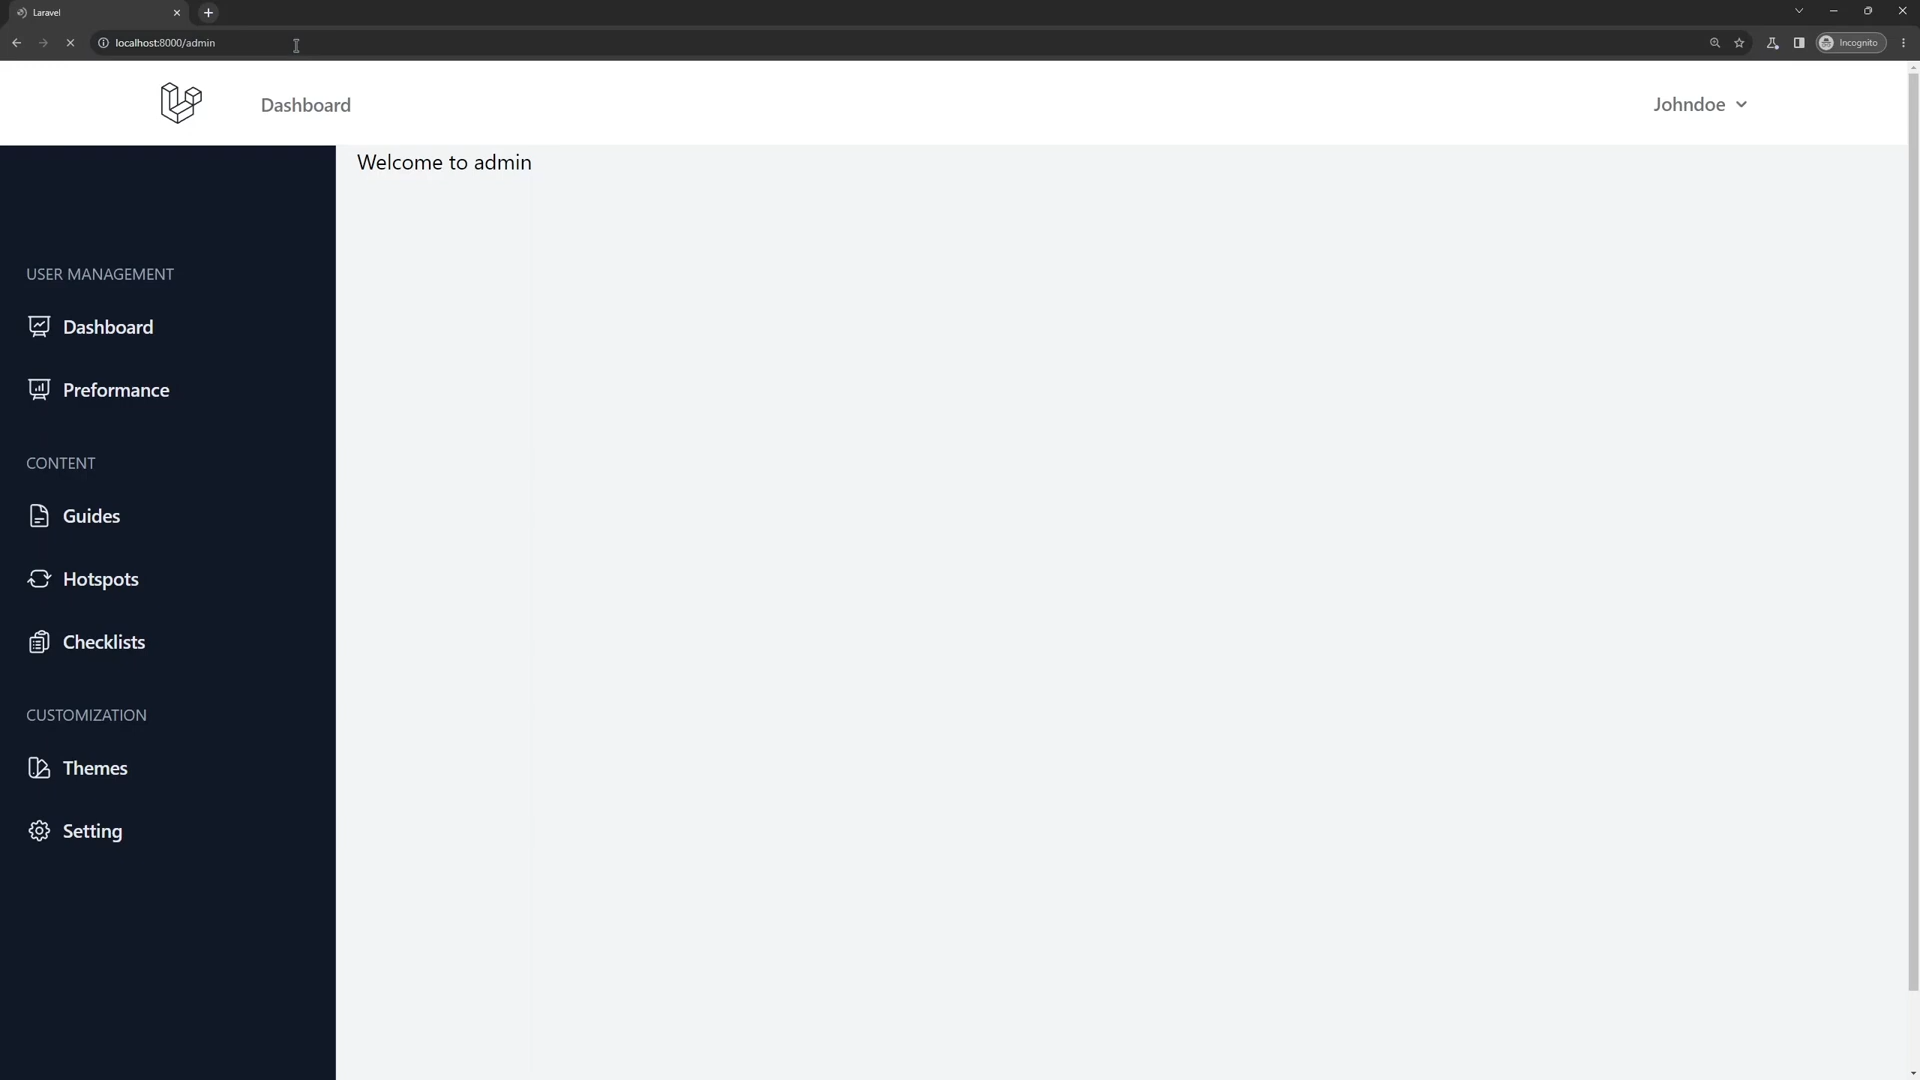 Laravel
localhost:8000/admin
Incognito
Dashboard
Johndoe
Welcome to admin
USER MANAGEMENT
Dashboard
Preformance
CONTENT
Guides
Hotspots
Checklists
CUSTOMIZATION
Themes
Setting